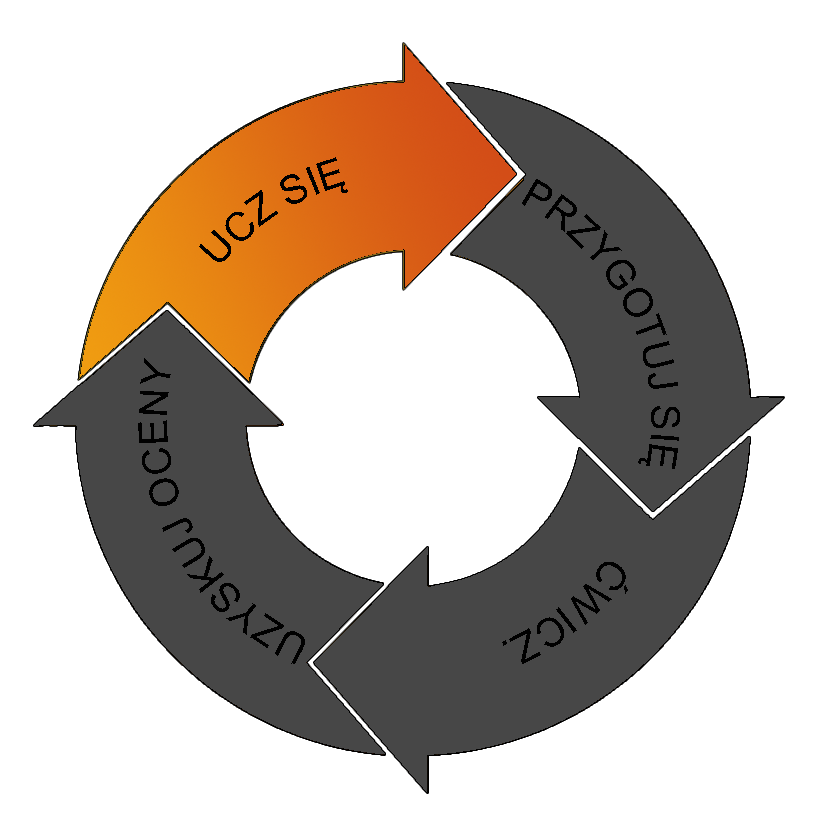 UCZ SIĘ
PRZYGOTUJ SIĘ
ĆWICZ.
UZYSKUJ OCENY